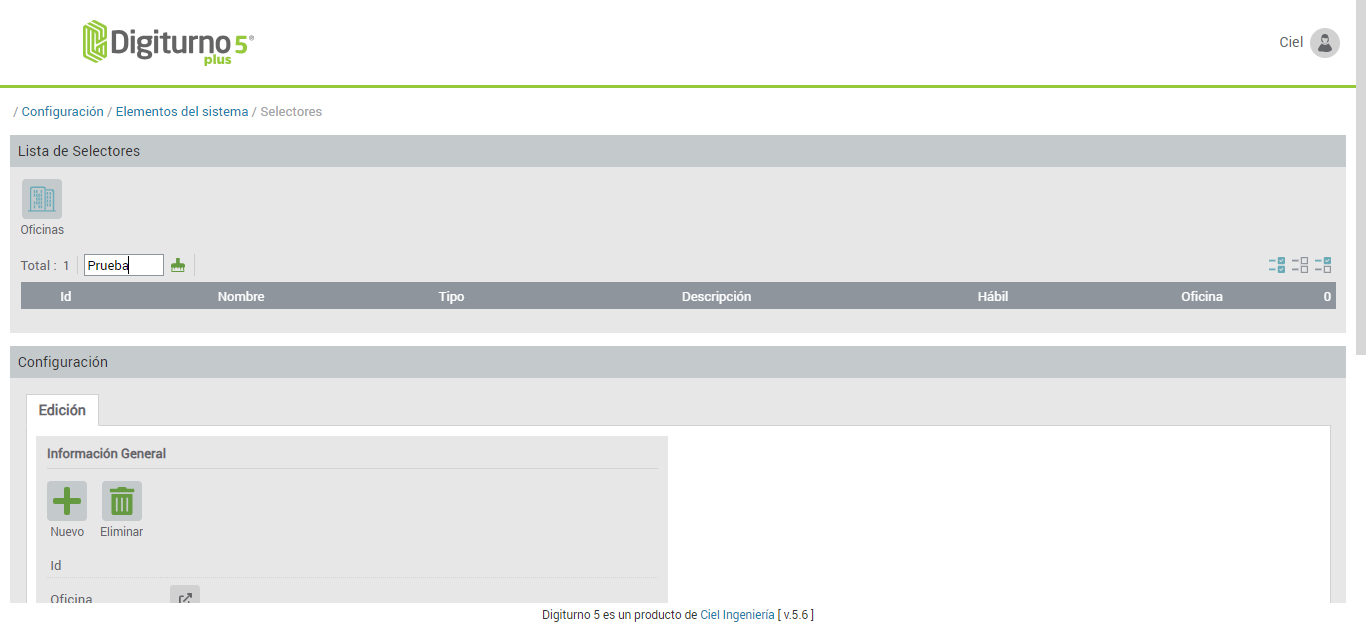 Digiturno 5®
plus
Ciel
/ Configuración / Elementos del sistema / Selectores
Lista de Selectores
Oficinas
Total : 1 Prueba
Id Nombre Tipo Descripción Hábil Oficina 0
Configuración
Edición
Información General
Nuevo Eliminar
Id
Oficina
Digiturno 5 es un producto de Ciel Ingeniería [ v.5.6 ]